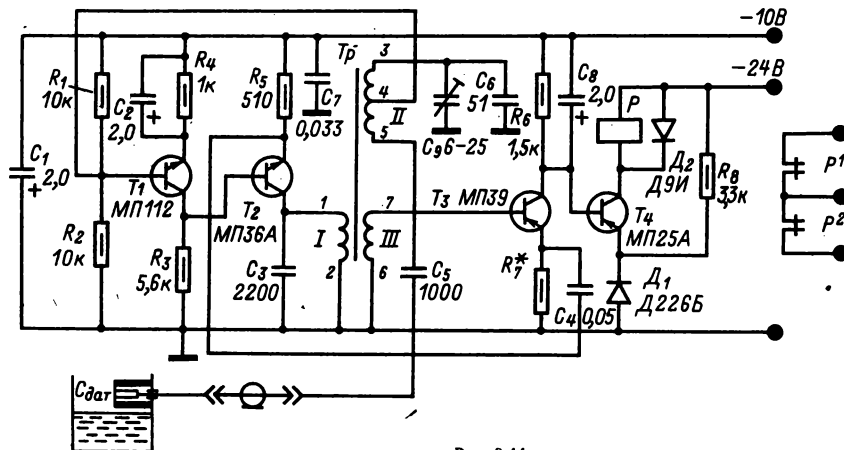 −10В
−24В
R1
10к
C1
2,0
+
R2
10к
C2
2,0
+
R4
1к
T1
МП112
R3
5,6к
R5
510
C7
0,033
T2
МП36А
C3
2200
Тр
3
4
II
5
1
I
2
7
III
6
C9 6-25
C6
51
R6
1,5к
C5
1000
T3 МП39
R7*
C4 0,05
C8
2,0
+
P
Д2
Д9И
T4
МП25А
Д1
Д226Б
R8
3,3к
P1
P2
Cдат